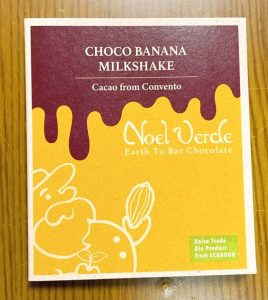 CHOCO BANANA
MILKSHAKE
Cacao from Convento
Noel Verde
Earth To Bar Chocolate
Raise Trade
Bio Product
from ECUADOR